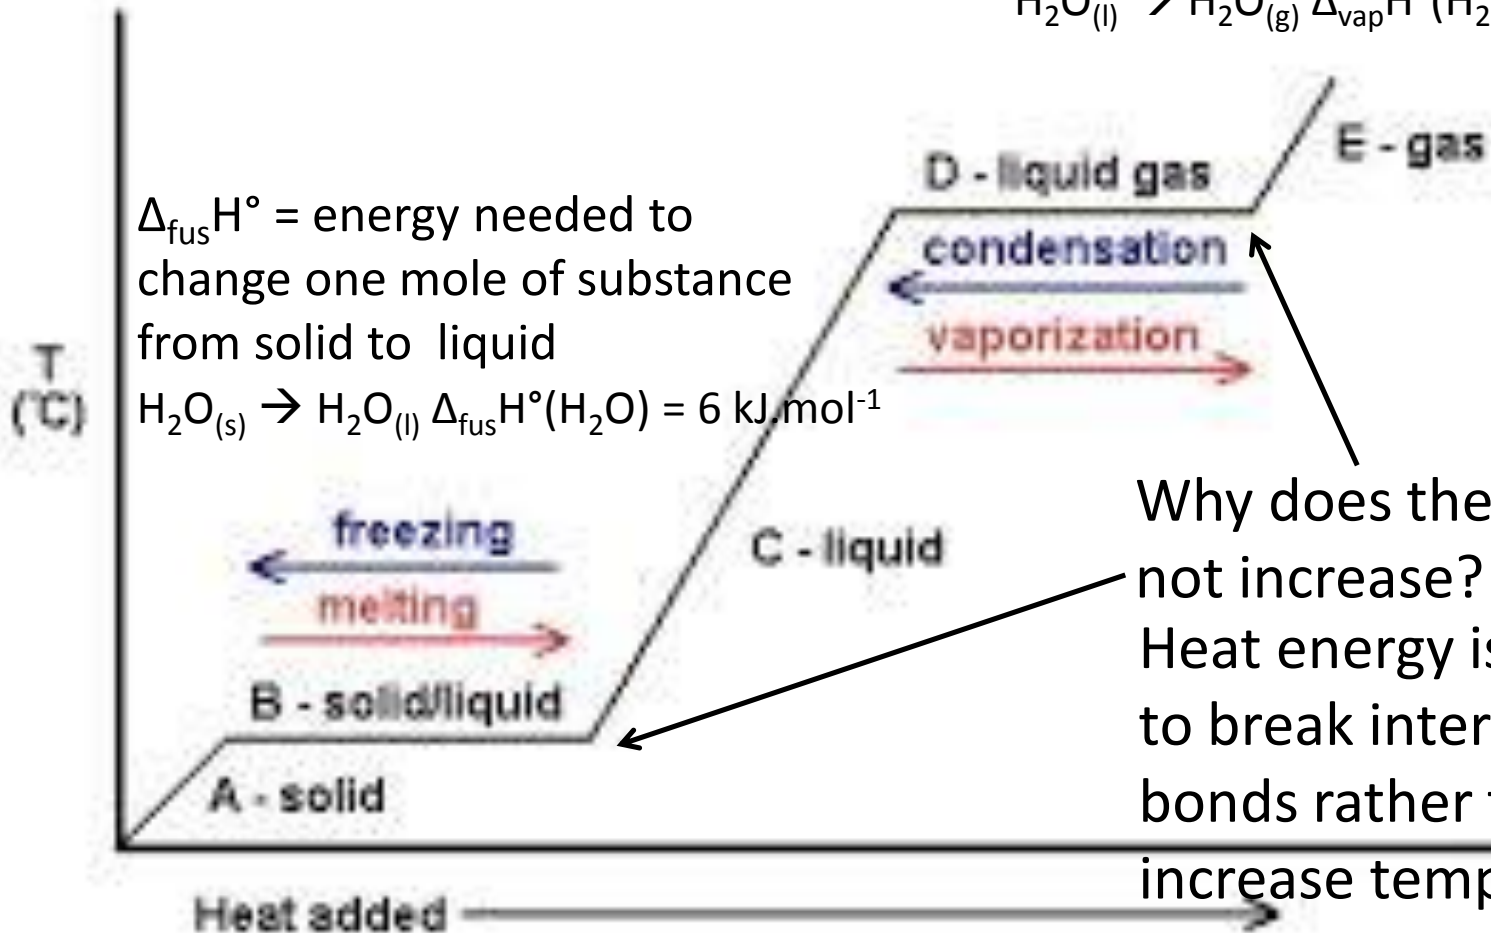 H₂O₍ₗ₎ → H₂O₍g₎ ΔvapH°(H₂
E - gas
D - liquid gas
condensation
vaporization
ΔfusH° = energy needed to
change one mole of substance
from solid to liquid
H₂O₍s₎ → H₂O₍l₎ ΔfusH°(H₂O) = 6 kJ.mol⁻¹
T
(°C)
freezing
melting
B - solid/liquid
A - solid
C - liquid
Why does the
not increase?
Heat energy is
to break inter
bonds rather
increase temp
Heat added